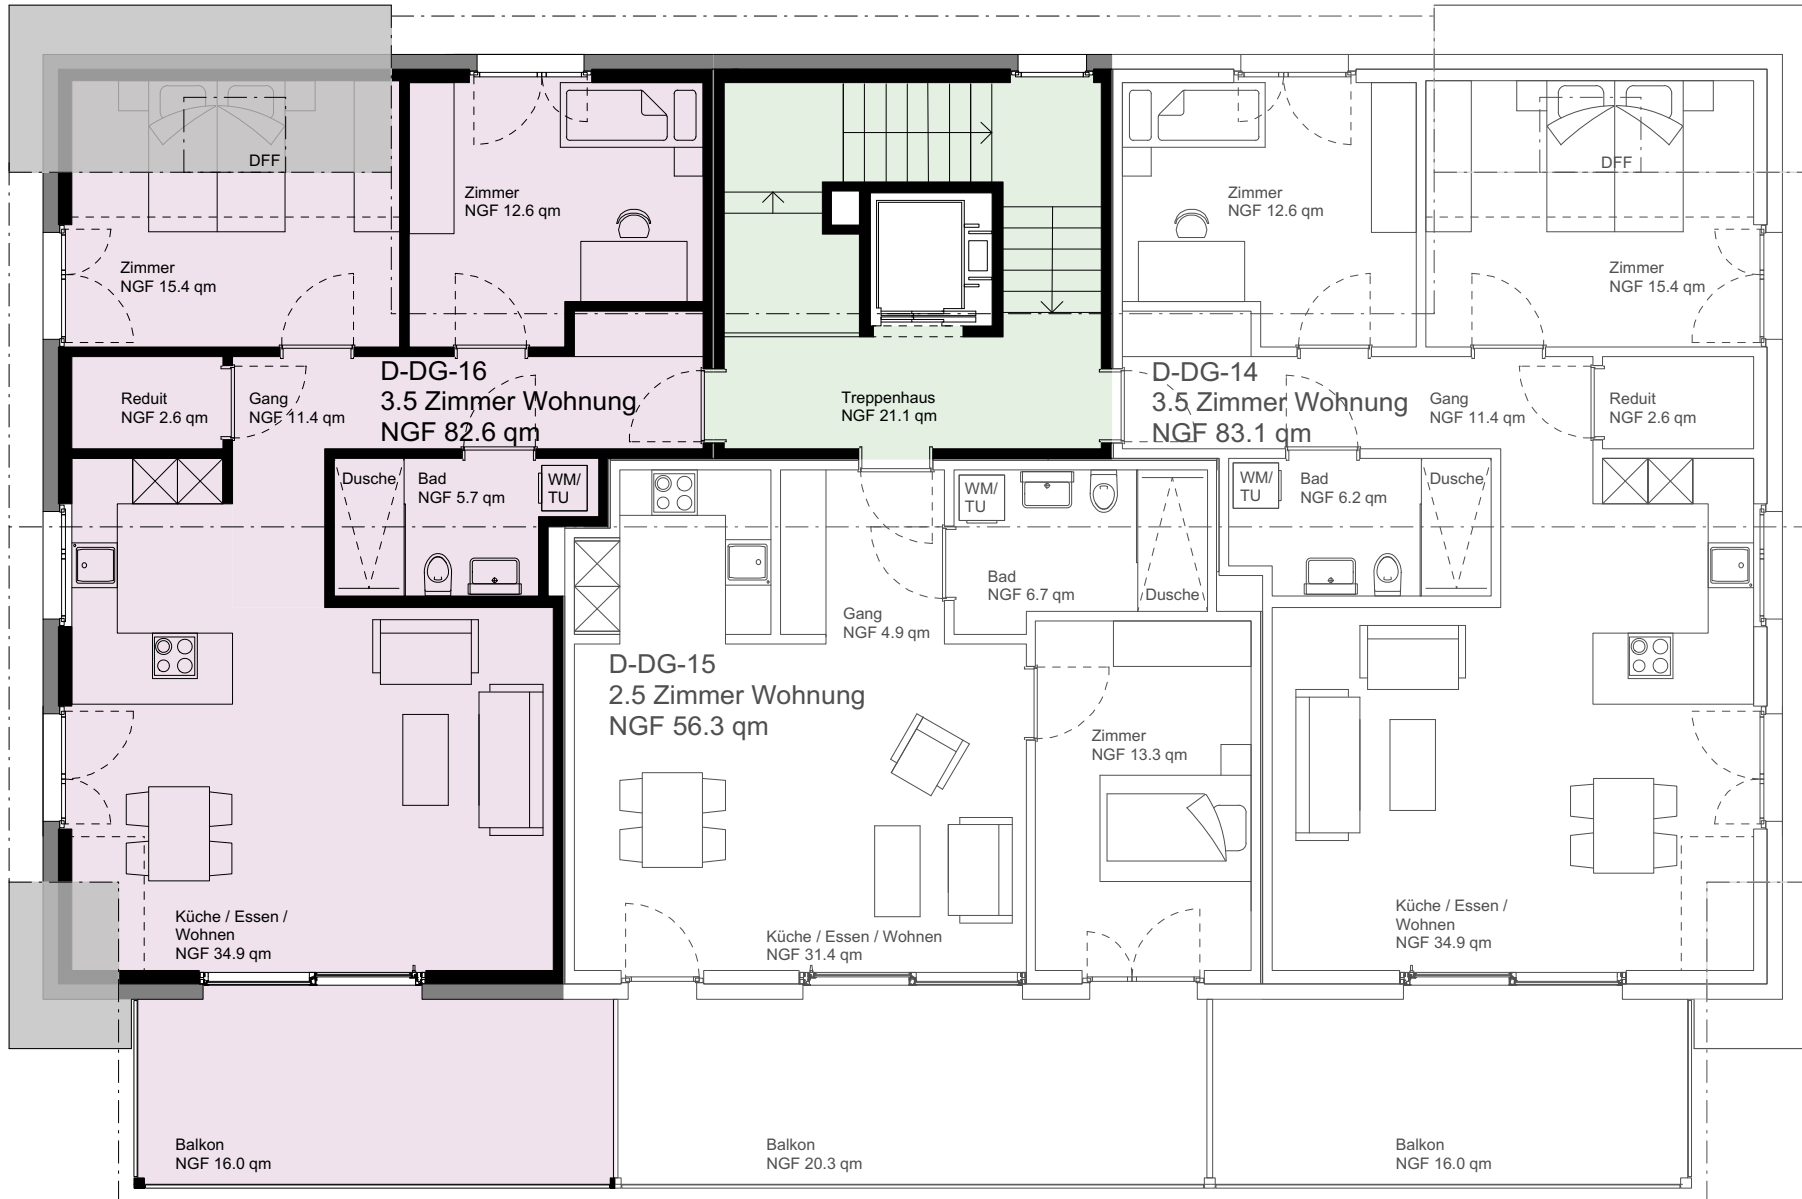 DFF
Zimmer
NGF 15.4 qm
Zimmer
NGF 12.6 qm
Reduit
NGF 2.6 qm
Gang
NGF 11.4 qm
D-DG-16
3.5 Zimmer Wohnung
NGF 82.6 qm
Dusche
Bad
NGF 5.7 qm
WM/
TU
Küche / Essen /
Wohnen
NGF 34.9 qm
Balkon
NGF 16.0 qm
Treppenhaus
NGF 21.1 qm
WM/
TU
Bad
NGF 6.7 qm
Dusche
Gang
NGF 4.9 qm
D-DG-15
2.5 Zimmer Wohnung
NGF 56.3 qm
Zimmer
NGF 13.3 qm
Küche / Essen / Wohnen
NGF 31.4 qm
Balkon
NGF 20.3 qm
Zimmer
NGF 12.6 qm
DFF
Zimmer
NGF 15.4 qm
D-DG-14
3.5 Zimmer Wohnung
NGF 83.1 qm
Gang
NGF 11.4 qm
Reduit
NGF 2.6 qm
WM/
TU
Bad
NGF 6.2 qm
Dusche
Küche / Essen /
Wohnen
NGF 34.9 qm
Balkon
NGF 16.0 qm